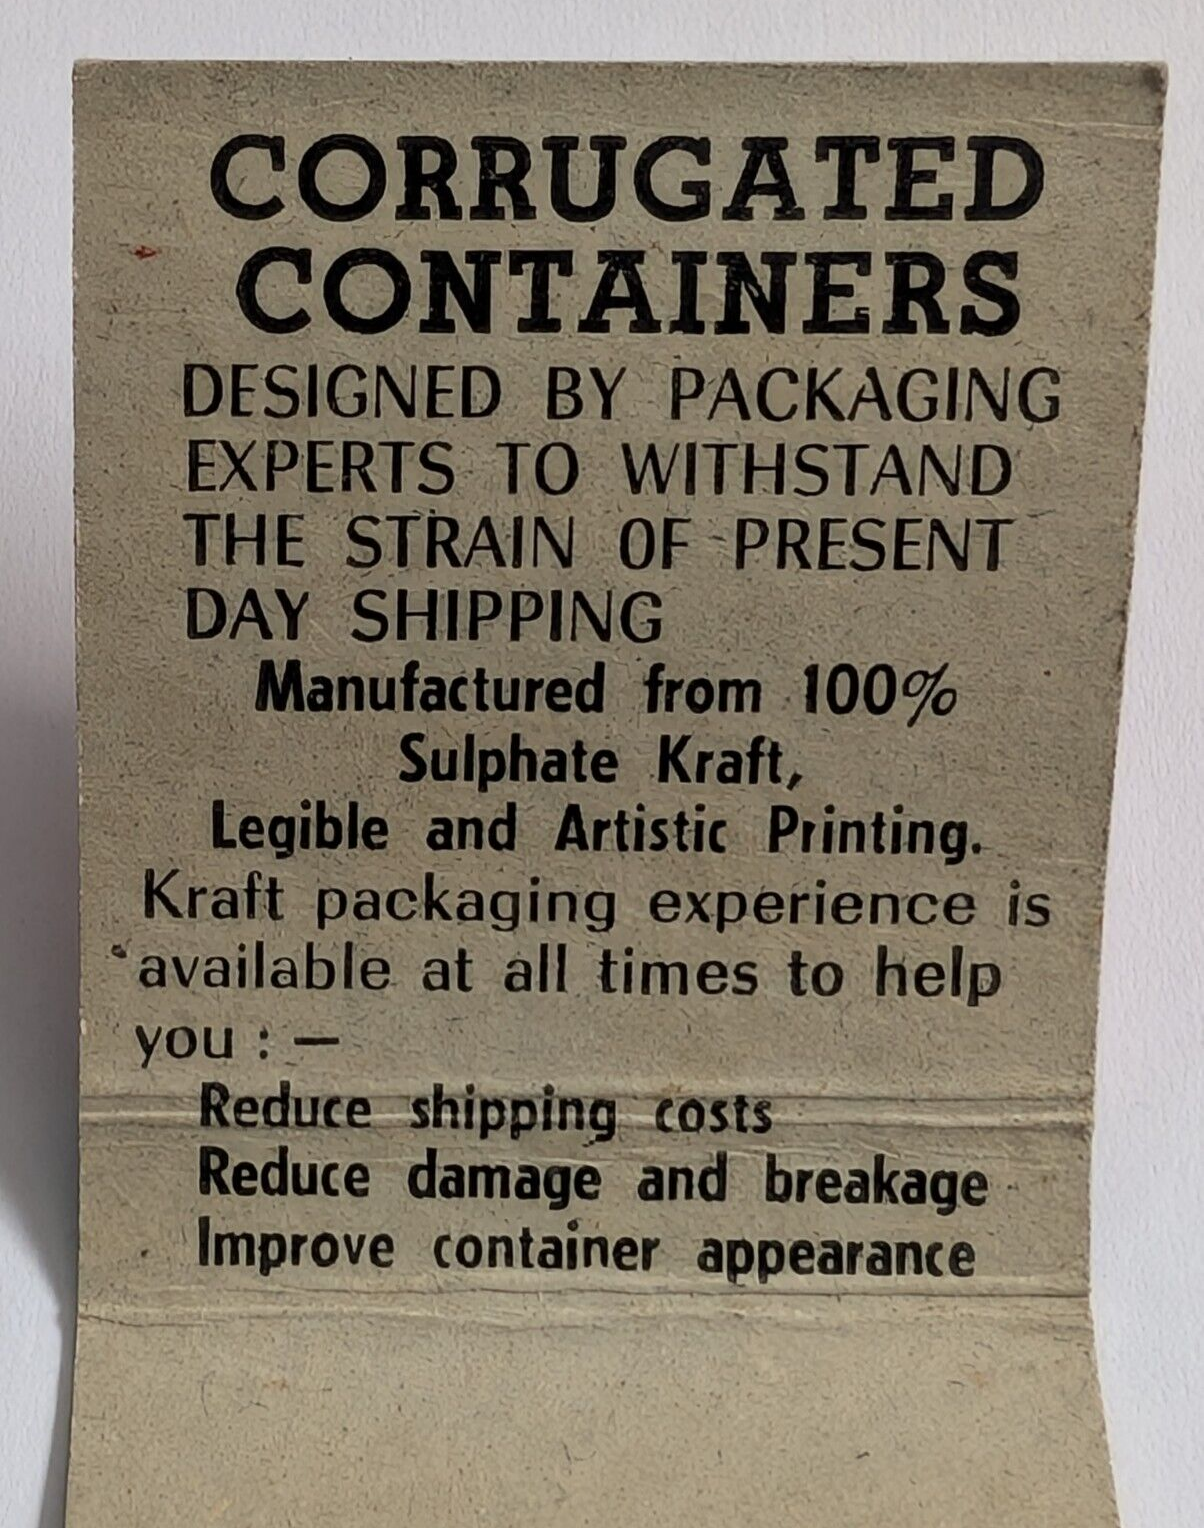 CORRUGATED
CONTAINERS
DESIGNED BY PACKAGING
EXPERTS TO WITHSTAND
THE STRAIN OF PRESENT
DAY SHIPPING
Manufactured from 100%
Sulphate Kraft,
Legible and Artistic Printing.
Kraft packaging experience is
available at all times to help
you : —
Reduce shipping costs
Reduce damage and breakage
Improve container appearance